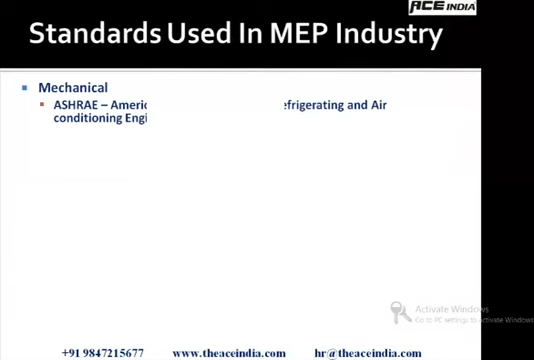 ACE INDIA
Standards Used In MEP Industry
Mechanical
ASHRAE – Americ efrigerating and Air
conditioning Engi
Activate Windows
Go to PC settings to Activate Windows
+91 9847215677 www.theaceindia.com hr@theaceindia.com